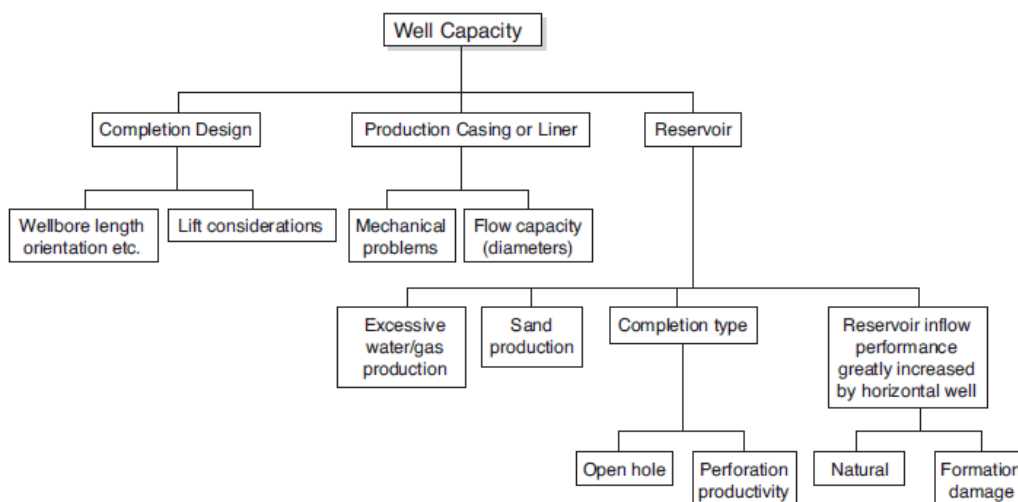 Well Capacity
Completion Design
Production Casing or Liner
Reservoir
Wellbore length
orientation etc.
Lift considerations
Mechanical
problems
Flow capacity
(diameters)
Excessive
water/gas
production
Sand
production
Completion type
Reservoir inflow
performance
greatly increased
by horizontal well
Open hole
Perforation
productivity
Natural
Formation
damage